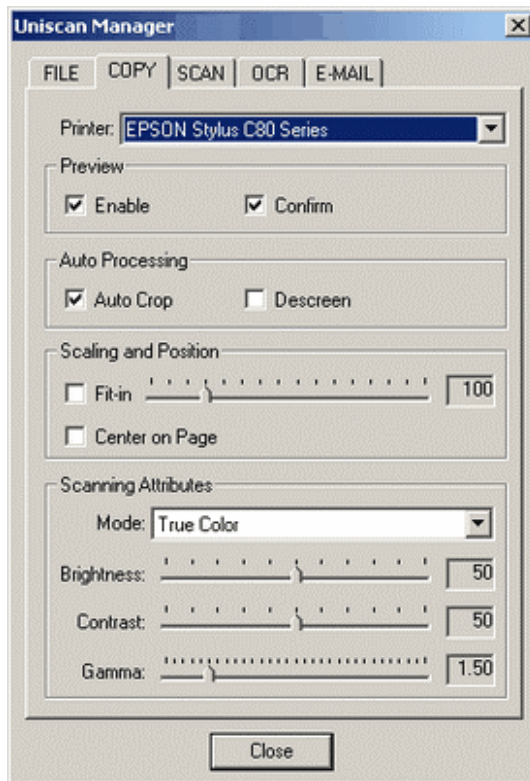 Uniscan Manager
FILE COPY SCAN OCR E-MAIL
Printer: EPSON Stylus C80 Series
Preview
Enable Confirm
Auto Processing
Auto Crop Descreen
Scaling and Position
Fit-in 100
Center on Page
Scanning Attributes
Mode: True Color
Brightness: 50
Contrast: 50
Gamma: 1.50
Close